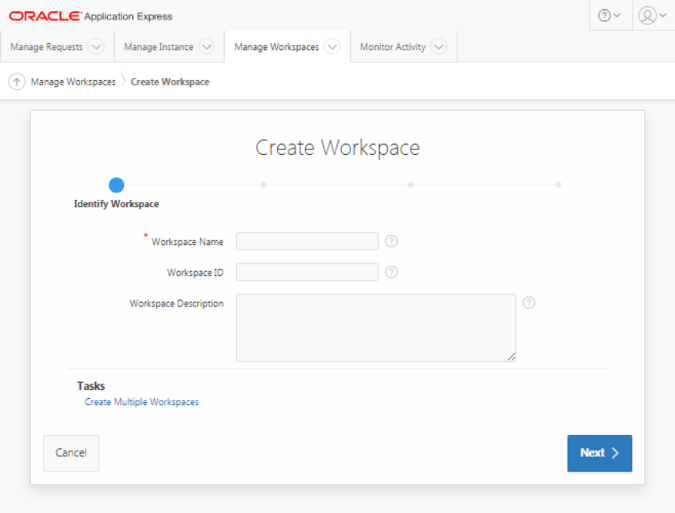 ORACLE Application Express
Manage Requests Manage Instance Manage Workspaces Monitor Activity
Manage Workspaces Create Workspace
Create Workspace
Identify Workspace
* Workspace Name
Workspace ID
Workspace Description
Tasks
Create Multiple Workspaces
Cancel Next